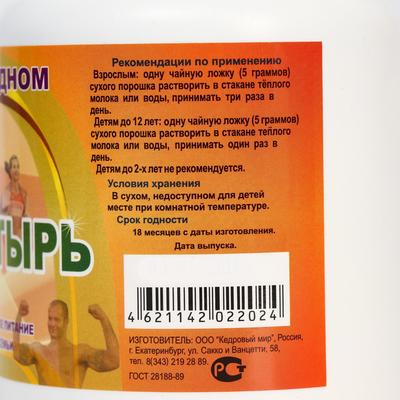 ДНОМ
ТЫРЬ
Е ПИТАНИЕ
Рекомендации по применению
Взрослым: одну чайную ложку (5 граммов)
сухого порошка растворить в стакане тёплого
молока или воды, принимать три раза в
день.
Детям до 12 лет: одну чайную ложку (5 граммов)
сухого порошка растворить в стакане теплого
молока или воды, принимать один раз в
день.
Детям до 2-х лет не рекомендуется.
Условия хранения
В сухом, недоступном для детей
месте при комнатной температуре.
Срок годности
18 месяцев с даты изготовления.
Дата выпуска.
4 621142 022024
ИЗГОТОВИТЕЛЬ: ООО "Кедровый мир", Россия,
г. Екатеринбург, ул. Сакко и Ванцетти, 58,
тел. 8(343) 219 28 89.
ГОСТ 28188-89